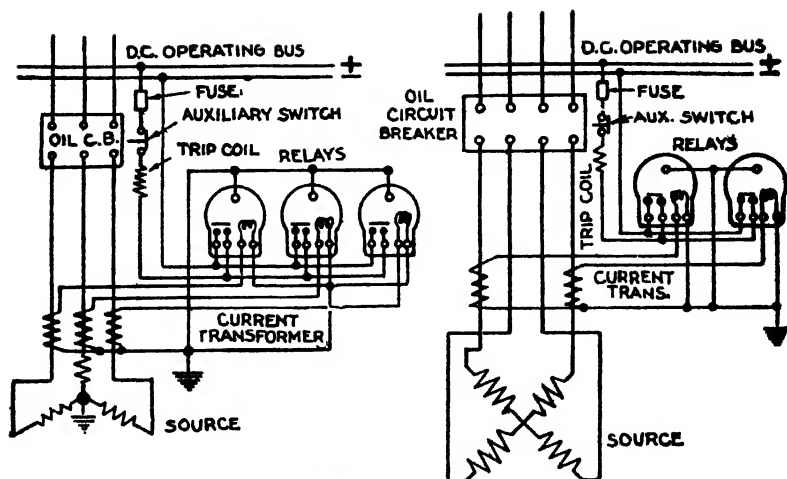 D.C. OPERATING BUS
+
−
FUSE.
AUXILIARY SWITCH
OIL C.B.
TRIP COIL
RELAYS
CURRENT
TRANSFORMER
SOURCE
D.C. OPERATING BUS
+
−
FUSE
OIL
CIRCUIT
BREAKER
AUX. SWITCH
RELAYS
TRIP COIL
CURRENT
TRANS.
SOURCE